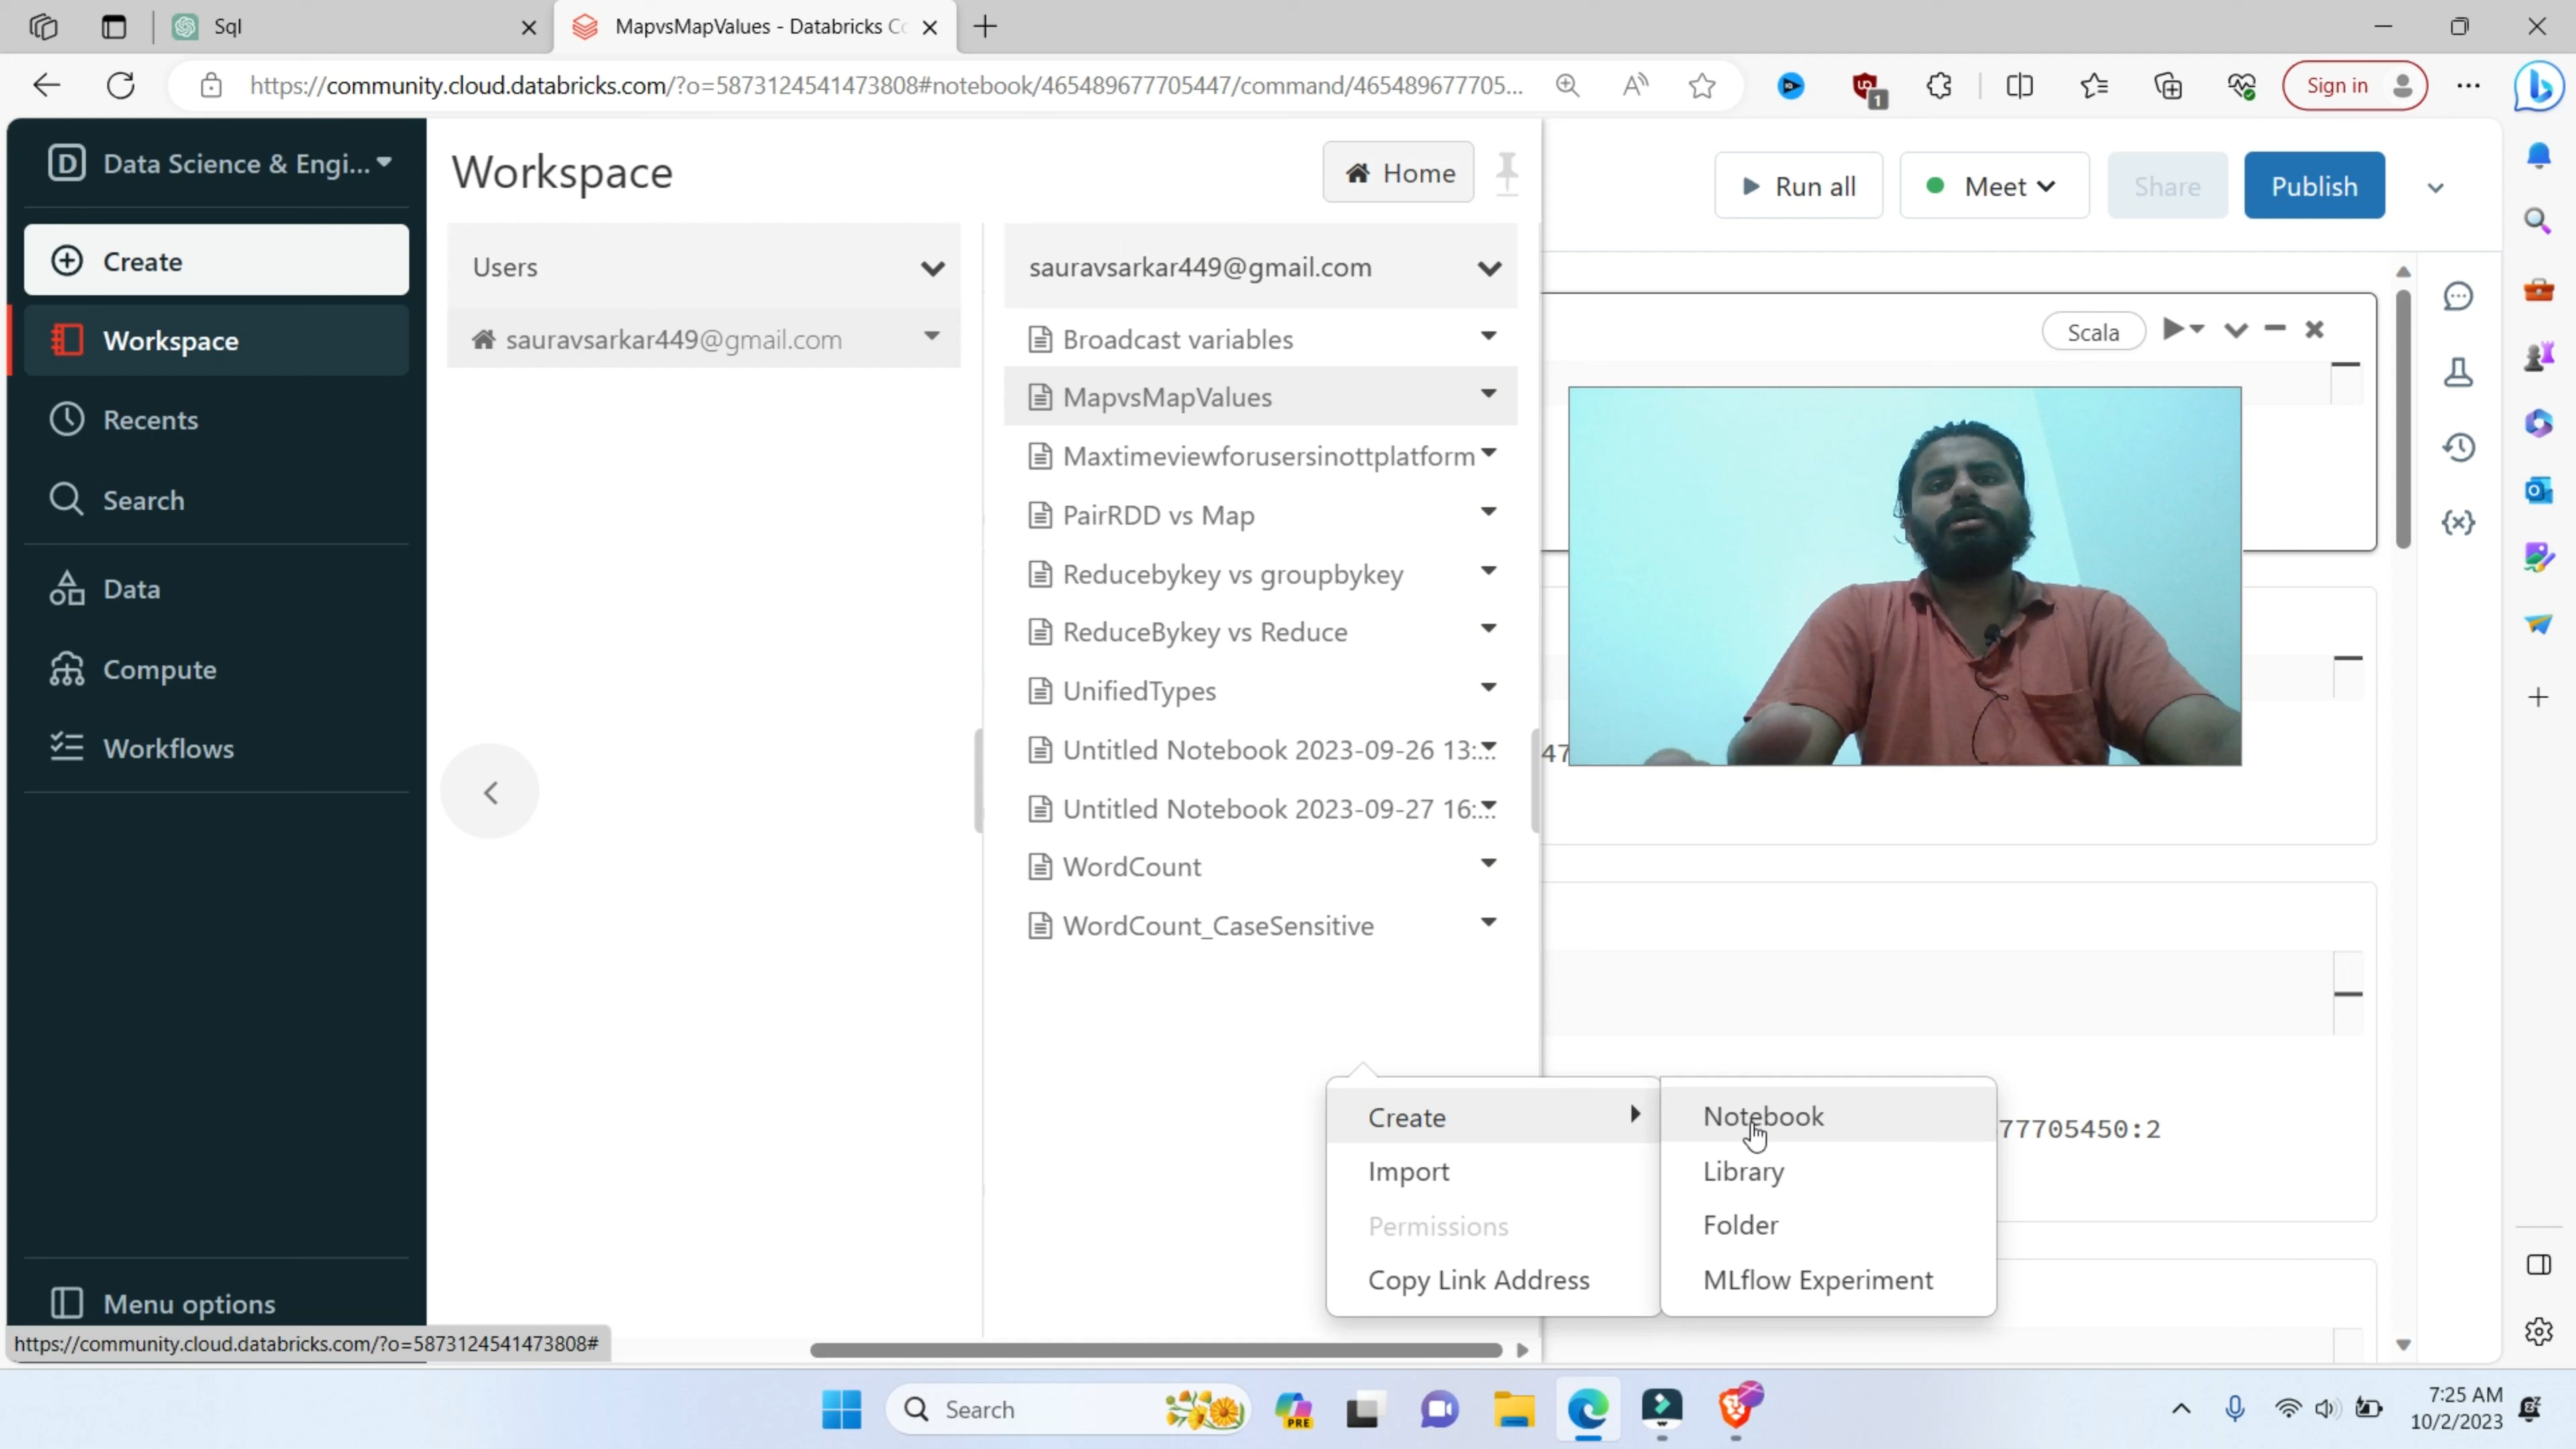 Sql
MapvsMapValues - Databricks Cc
https://community.cloud.databricks.com/?o=5873124541473808#notebook/465489677705447/command/465489677705...
1
Sign in
Data Science & Engi...
Workspace
Home
Run all
Meet
Share
Publish
Create
Workspace
Recents
Search
Data
Compute
Workflows
Menu options
Users
sauravsarkar449@gmail.com
sauravsarkar449@gmail.com
Broadcast variables
MapvsMapValues
Maxtimeviewforusersinottplatform
PairRDD vs Map
Reducebykey vs groupbykey
ReduceBykey vs Reduce
UnifiedTypes
Untitled Notebook 2023-09-26 13:...
Untitled Notebook 2023-09-27 16:...
WordCount
WordCount_CaseSensitive
Scala
47
Create
Import
Permissions
Copy Link Address
Notebook
Library
Folder
MLflow Experiment
77705450:2
https://community.cloud.databricks.com/?o=5873124541473808#
Search
PRE
7:25 AM
10/2/2023